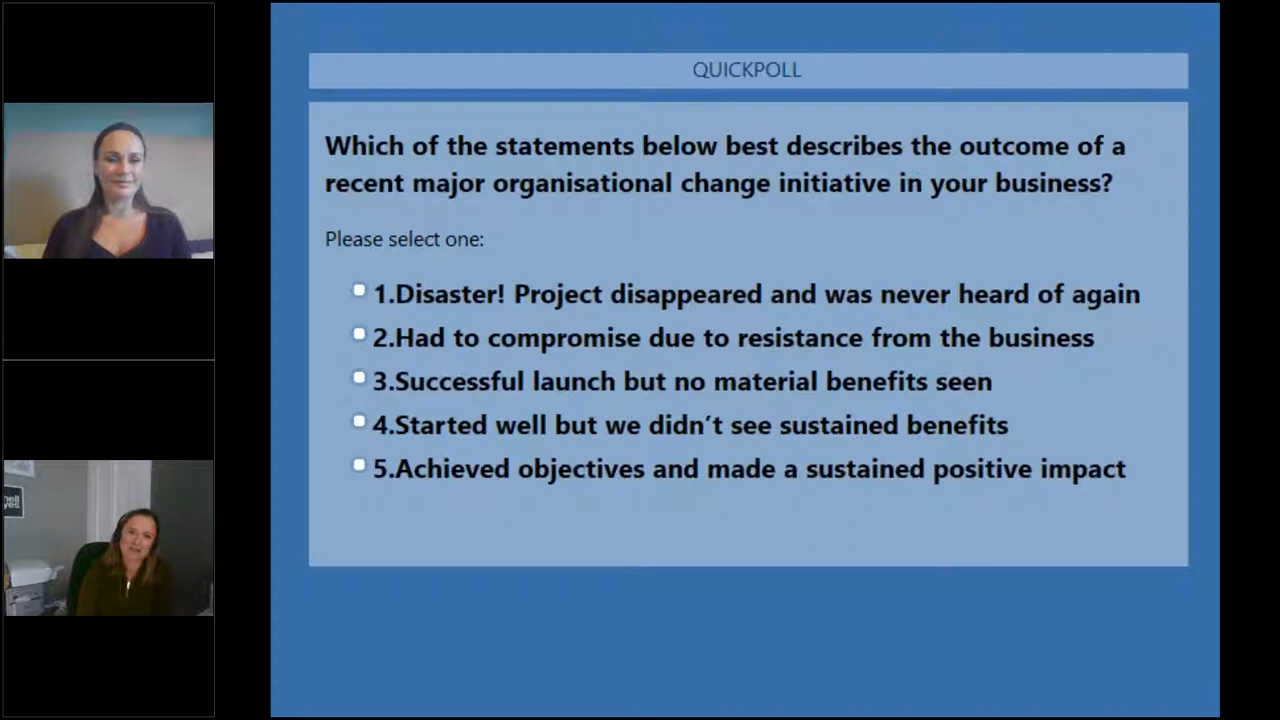 QUICKPOLL
Which of the statements below best describes the outcome of a
recent major organisational change initiative in your business?
Please select one:
1.Disaster! Project disappeared and was never heard of again
2.Had to compromise due to resistance from the business
3.Successful launch but no material benefits seen
4.Started well but we didn’t see sustained benefits
5.Achieved objectives and made a sustained positive impact
hell
yes